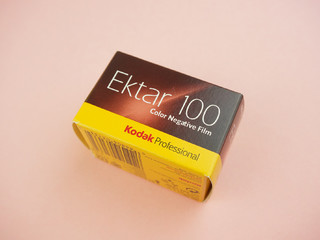 Ektar 100
Color Negative Film
Kodak Professional